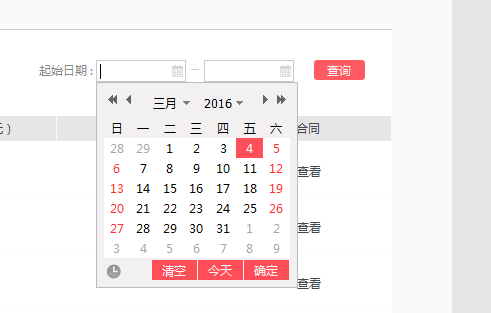 起始日期： – 查询
三月 2016
元） 合同
日 一 二 三 四 五 六
28 29 1 2 3 4 5
6 7 8 9 10 11 12
查看
13 14 15 16 17 18 19
20 21 22 23 24 25 26
27 28 29 30 31 1 2
查看
3 4 5 6 7 8 9
清空 今天 确定
查看